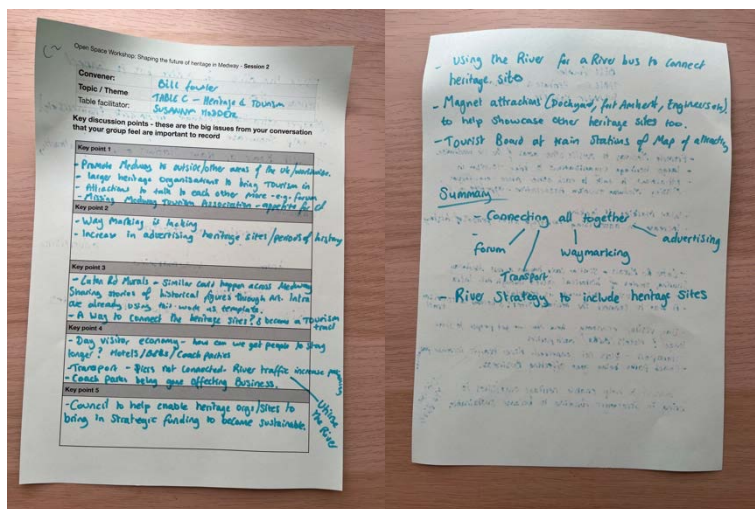 Open Space Workshop: Shaping the future of heritage in Medway - Session 2
Convener:
Bill Fowler
Topic / Theme
TABLE C - Heritage & Tourism
Table facilitator:
SUSANNA HODDER
Key discussion points - these are the big issues from your conversation
that your group feel are important to record
Key point 1
- Promote Medway to outside/other areas of the UK/worldwide.
- Larger heritage organisations to bring Tourism in
- Attractions to talk to each other more - e.g. forum
- Missing Medway Tourism Association - appetite for it
Key point 2
- Way Marking is lacking
- Increase in advertising heritage sites/periods of history
Key point 3
- Luton Rd Murals - Similar could happen across Medway
Sharing stories of historical figures through Art. Intra
are already using this work as template.
- A way to connect the heritage sites? & become a Tourism
Key point 4
- Day visitor economy - how can we get people to stay
longer? Hotels/B&Bs/Coach parties
- Transport - Piers not connected. River traffic increase
- Coach parks being gone affecting Business.
Utilise
the River
Key point 5
- Council to help enable heritage orgs/sites to
bring in strategic funding to become sustainable.
- Using the River for a River bus to connect
heritage sites
- Magnet attractions (Dockyard, Fort Amherst, Engineers etc)
to help showcase other heritage sites too.
- Tourist Board at train stations of Map of attractions
Summary
- Connecting all together
advertising
forum
waymarking
Transport
- River Strategy to include heritage sites